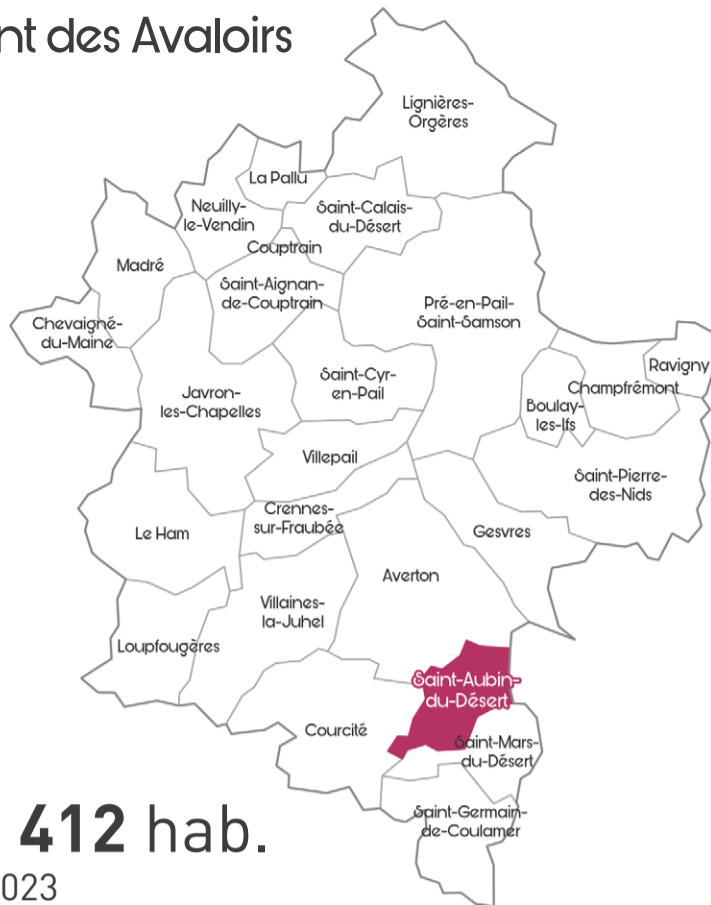 nt des Avaloirs
Lignières-
Orgères
La Pallu
Neuilly-
le-Vendin
Saint-Calais-
du-Désert
Couptrain
Madré
Saint-Aignan-
de-Couptrain
Pré-en-Pail-
Saint-Samson
Chevaigné-
du-Maine
Ravigny
Saint-Cyr-
en-Pail
Champfrémont
Javron-
les-Chapelles
Boulay-
les-Ifs
Villepail
Saint-Pierre-
des-Nids
Crennes-
sur-Fraubée
Le Ham
Gesvres
Averton
Villaines-
la-Juhel
Loupfougères
Saint-Aubin-
du-Désert
Courcité
Saint-Mars-
du-Désert
Saint-Germain-
de-Coulamer
412 hab.
023